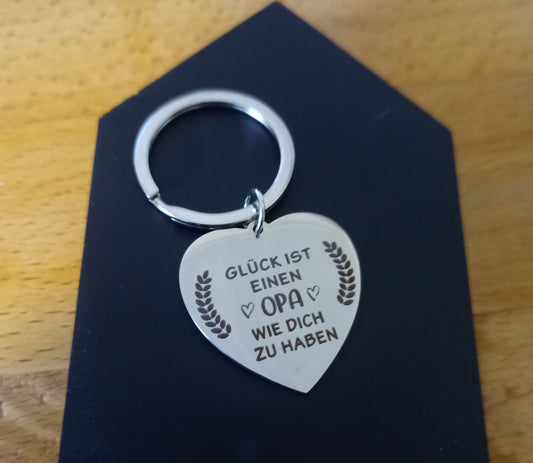 GLÜCK IST
EINEN
OPA
WIE DICH
ZU HABEN